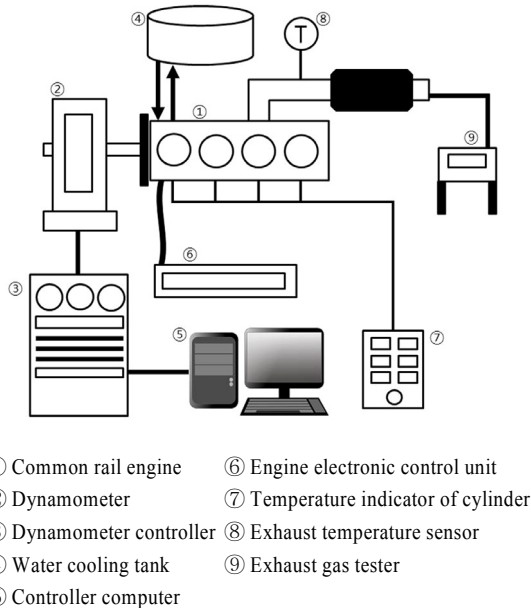 ④
⑧
T
②
①
⑨
⑥
③
⑤
⑦
Common rail engine ⑥ Engine electronic control unit
Dynamometer ⑦ Temperature indicator of cylinder
Dynamometer controller ⑧ Exhaust temperature sensor
Water cooling tank ⑨ Exhaust gas tester
Controller computer